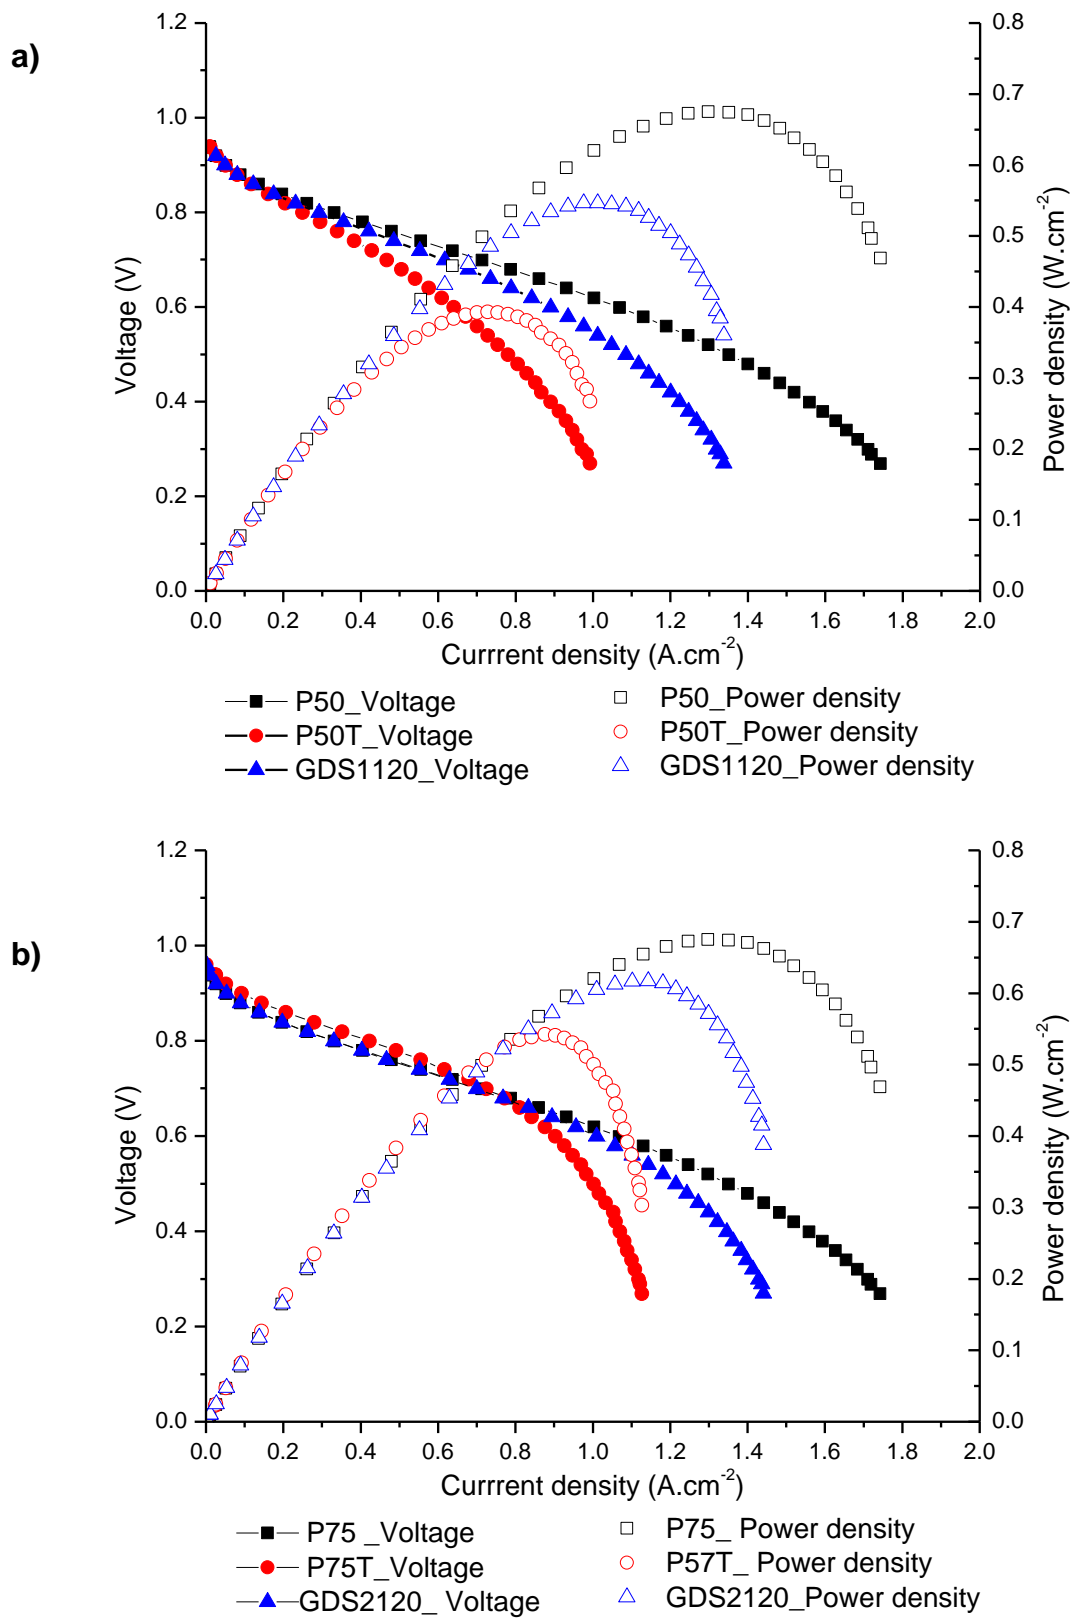 a)
1.2
1.0
0.8
0.6
0.4
0.2
0.0
Voltage (V)
0.8
0.7
0.6
0.5
0.4
0.3
0.2
0.1
0.0
Power density (W.cm-2)
0.0 0.2 0.4 0.6 0.8 1.0 1.2 1.4 1.6 1.8 2.0
Currrent density (A.cm-2)
P50_Voltage P50_Power density
P50T_Voltage P50T_Power density
GDS1120_Voltage GDS1120_Power density
b)
1.2
1.0
0.8
0.6
0.4
0.2
0.0
Voltage (V)
0.8
0.7
0.6
0.5
0.4
0.3
0.2
0.1
0.0
Power density (W.cm-2)
0.0 0.2 0.4 0.6 0.8 1.0 1.2 1.4 1.6 1.8 2.0
Currrent density (A.cm-2)
P75 _Voltage P75_ Power density
P75T_Voltage P57T_ Power density
GDS2120_ Voltage GDS2120_Power density